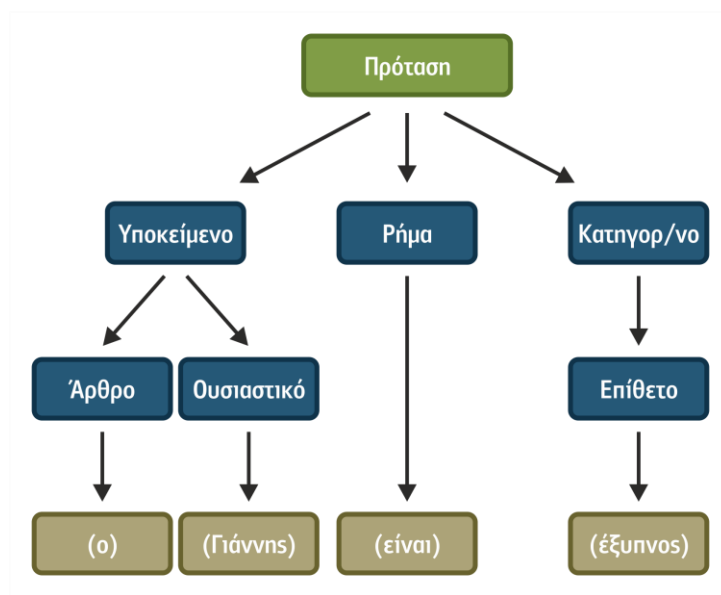 Πρόταση
Υποκείμενο
Ρήμα
Κατηγορ/νο
Άρθρο
Ουσιαστικό
Επίθετο
(ο)
(Γιάννης)
(είναι)
(έξυπνος)